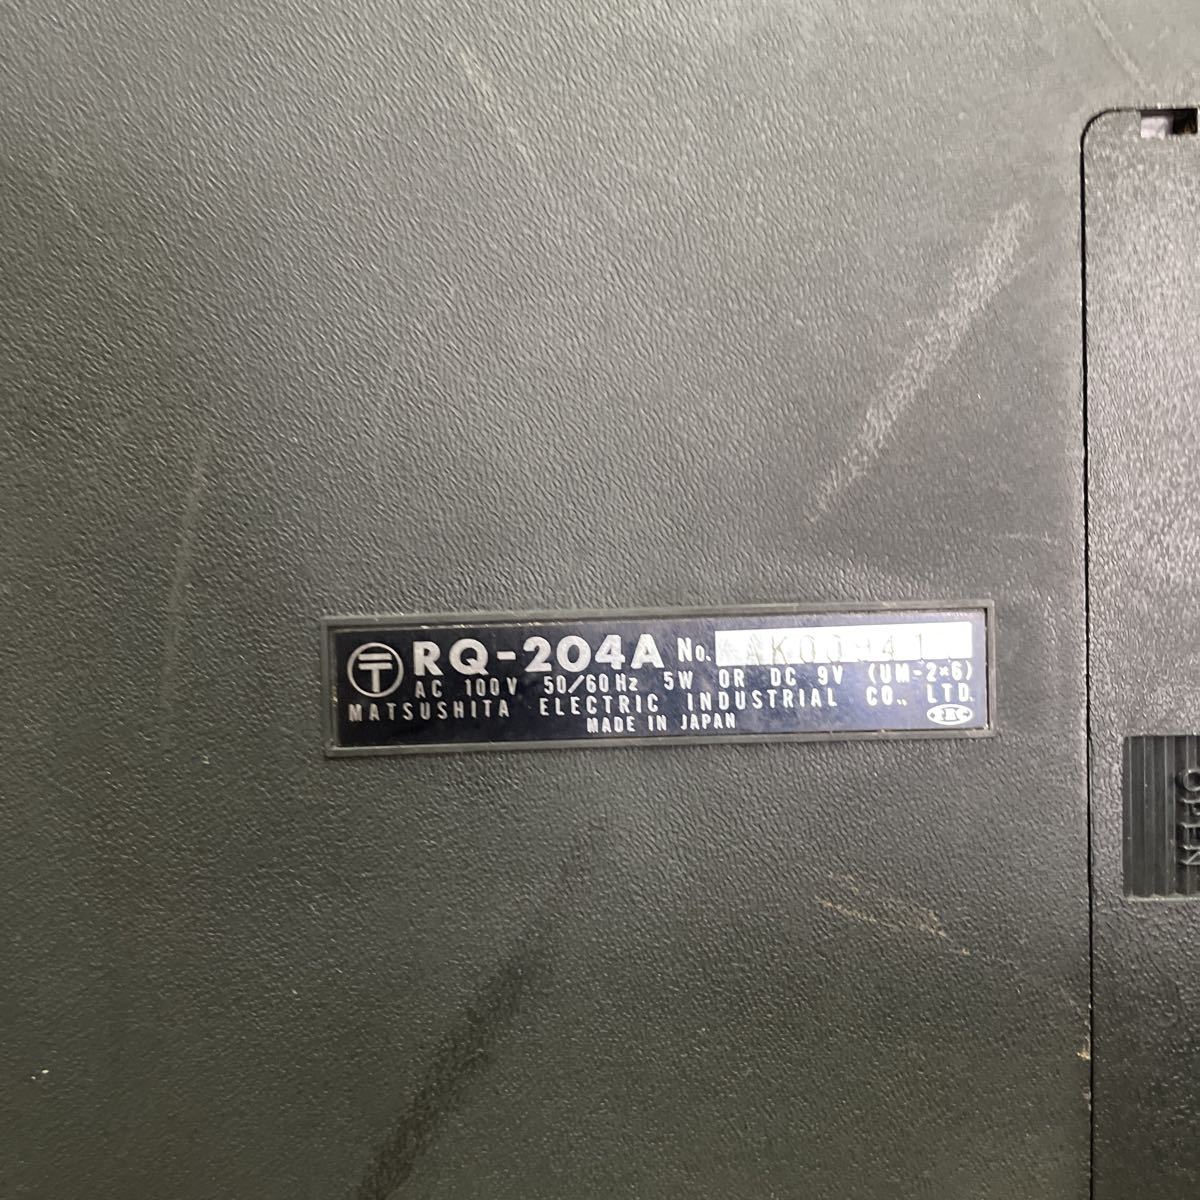 〒 RQ-204A No.
AC 100V 50/60Hz 5W OR DC 9V (UM-2×6)
MATSUSHITA ELECTRIC INDUSTRIAL CO., LTD.
MADE IN JAPAN
OPEN